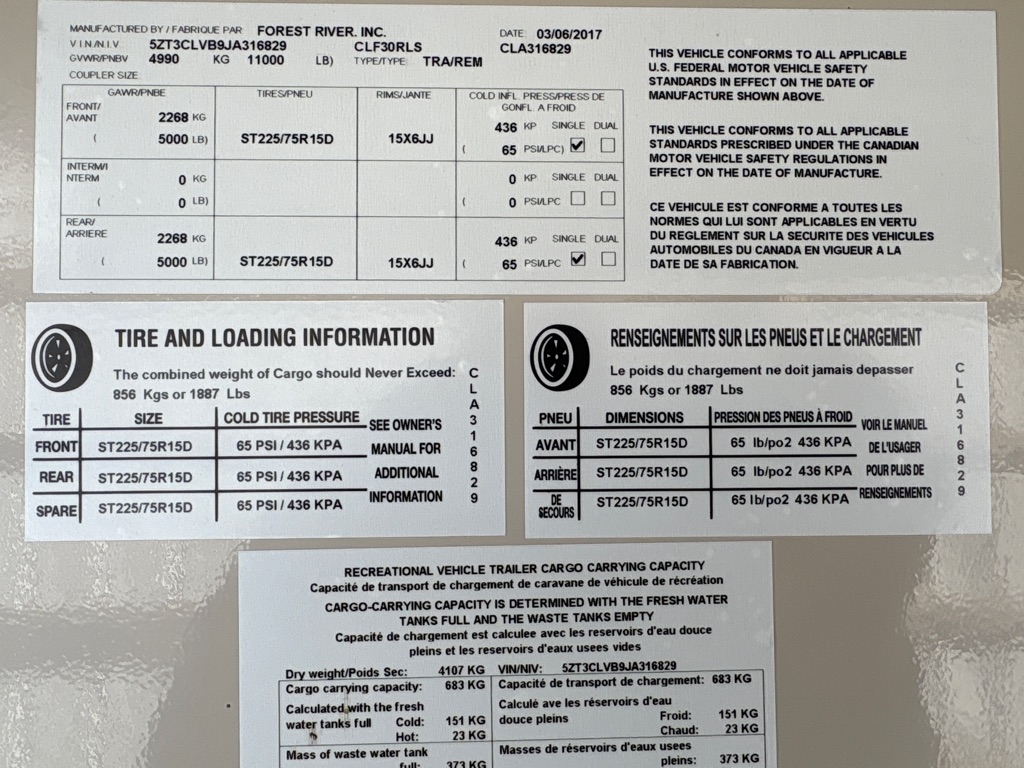 MANUFACTURED BY / FABRIQUE PAR FOREST RIVER. INC. DATE 03/06/2017
V I N./N.I.V 5ZT3CLVB9JA316829 CLF30RLS CLA316829
GVWR/PNBV 4990 KG 11000 LB) TYPE/TYPE: TRA/REM
COUPLER SIZE
GAWR/PNBE TIRES/PNEU RIMS/JANTE COLD INFL. PRESS/PRESS DE
GONFL. A FROID
FRONT/
AVANT 2268 KG 436 KP SINGLE DUAL
( 5000 LB) ST225/75R15D 15X6JJ ( 65 PSI/LPC)
INTERM/I
NTERM 0 KG 0 KP SINGLE DUAL
( 0 LB) ( 0 PSI/LPC
REAR/
ARRIERE 2268 KG 436 KP SINGLE DUAL
( 5000 LB) ST225/75R15D 15X6JJ ( 65 PSI/LPC
THIS VEHICLE CONFORMS TO ALL APPLICABLE
U.S. FEDERAL MOTOR VEHICLE SAFETY
STANDARDS IN EFFECT ON THE DATE OF
MANUFACTURE SHOWN ABOVE.
THIS VEHICLE CONFORMS TO ALL APPLICABLE
STANDARDS PRESCRIBED UNDER THE CANADIAN
MOTOR VEHICLE SAFETY REGULATIONS IN
EFFECT ON THE DATE OF MANUFACTURE.
CE VEHICULE EST CONFORME A TOUTES LES
NORMES QUI LUI SONT APPLICABLES EN VERTU
DU REGLEMENT SUR LA SECURITE DES VEHICULES
AUTOMOBILES DU CANADA EN VIGUEUR A LA
DATE DE SA FABRICATION.
TIRE AND LOADING INFORMATION
The combined weight of Cargo should Never Exceed:
856 Kgs or 1887 Lbs
TIRE SIZE COLD TIRE PRESSURE
FRONT ST225/75R15D 65 PSI / 436 KPA
REAR ST225/75R15D 65 PSI / 436 KPA
SPARE ST225/75R15D 65 PSI / 436 KPA
SEE OWNER'S
MANUAL FOR
ADDITIONAL
INFORMATION
CLA316829
RENSEIGNEMENTS SUR LES PNEUS ET LE CHARGEMENT
Le poids du chargement ne doit jamais depasser
856 Kgs or 1887 Lbs
PNEU DIMENSIONS PRESSION DES PNEUS À FROID
AVANT ST225/75R15D 65 lb/po2 436 KPA
ARRIÈRE ST225/75R15D 65 lb/po2 436 KPA
DE
SECOURS ST225/75R15D 65 lb/po2 436 KPA
VOIR LE MANUEL
DE L'USAGER
POUR PLUS DE
RENSEIGNEMENTS
CLA316829
RECREATIONAL VEHICLE TRAILER CARGO CARRYING CAPACITY
Capacité de transport de chargement de caravane de véhicule de récréation
CARGO-CARRYING CAPACITY IS DETERMINED WITH THE FRESH WATER
TANKS FULL AND THE WASTE TANKS EMPTY
Capacité de chargement est calculee avec les reservoirs d'eau douce
pleins et les reservoirs d'eaux usees vides
Dry weight/Poids Sec: 4107 KG VIN/NIV: 5ZT3CLVB9JA316829
Cargo carrying capacity: 683 KG Capacité de transport de chargement: 683 KG
Calculated with the fresh
water tanks full Cold: 151 KG
Hot: 23 KG
Calculé ave les réservoirs d'eau
douce pleins Froid: 151 KG
Chaud: 23 KG
Mass of waste water tank
full: 373 KG
Masses de réservoirs d'eaux usees
pleins: 373 KG